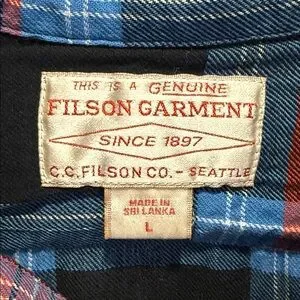 THIS IS A GENUINE
FILSON GARMENT
SINCE 1897
C.C. FILSON CO. - SEATTLE
MADE IN
SRI LANKA
L